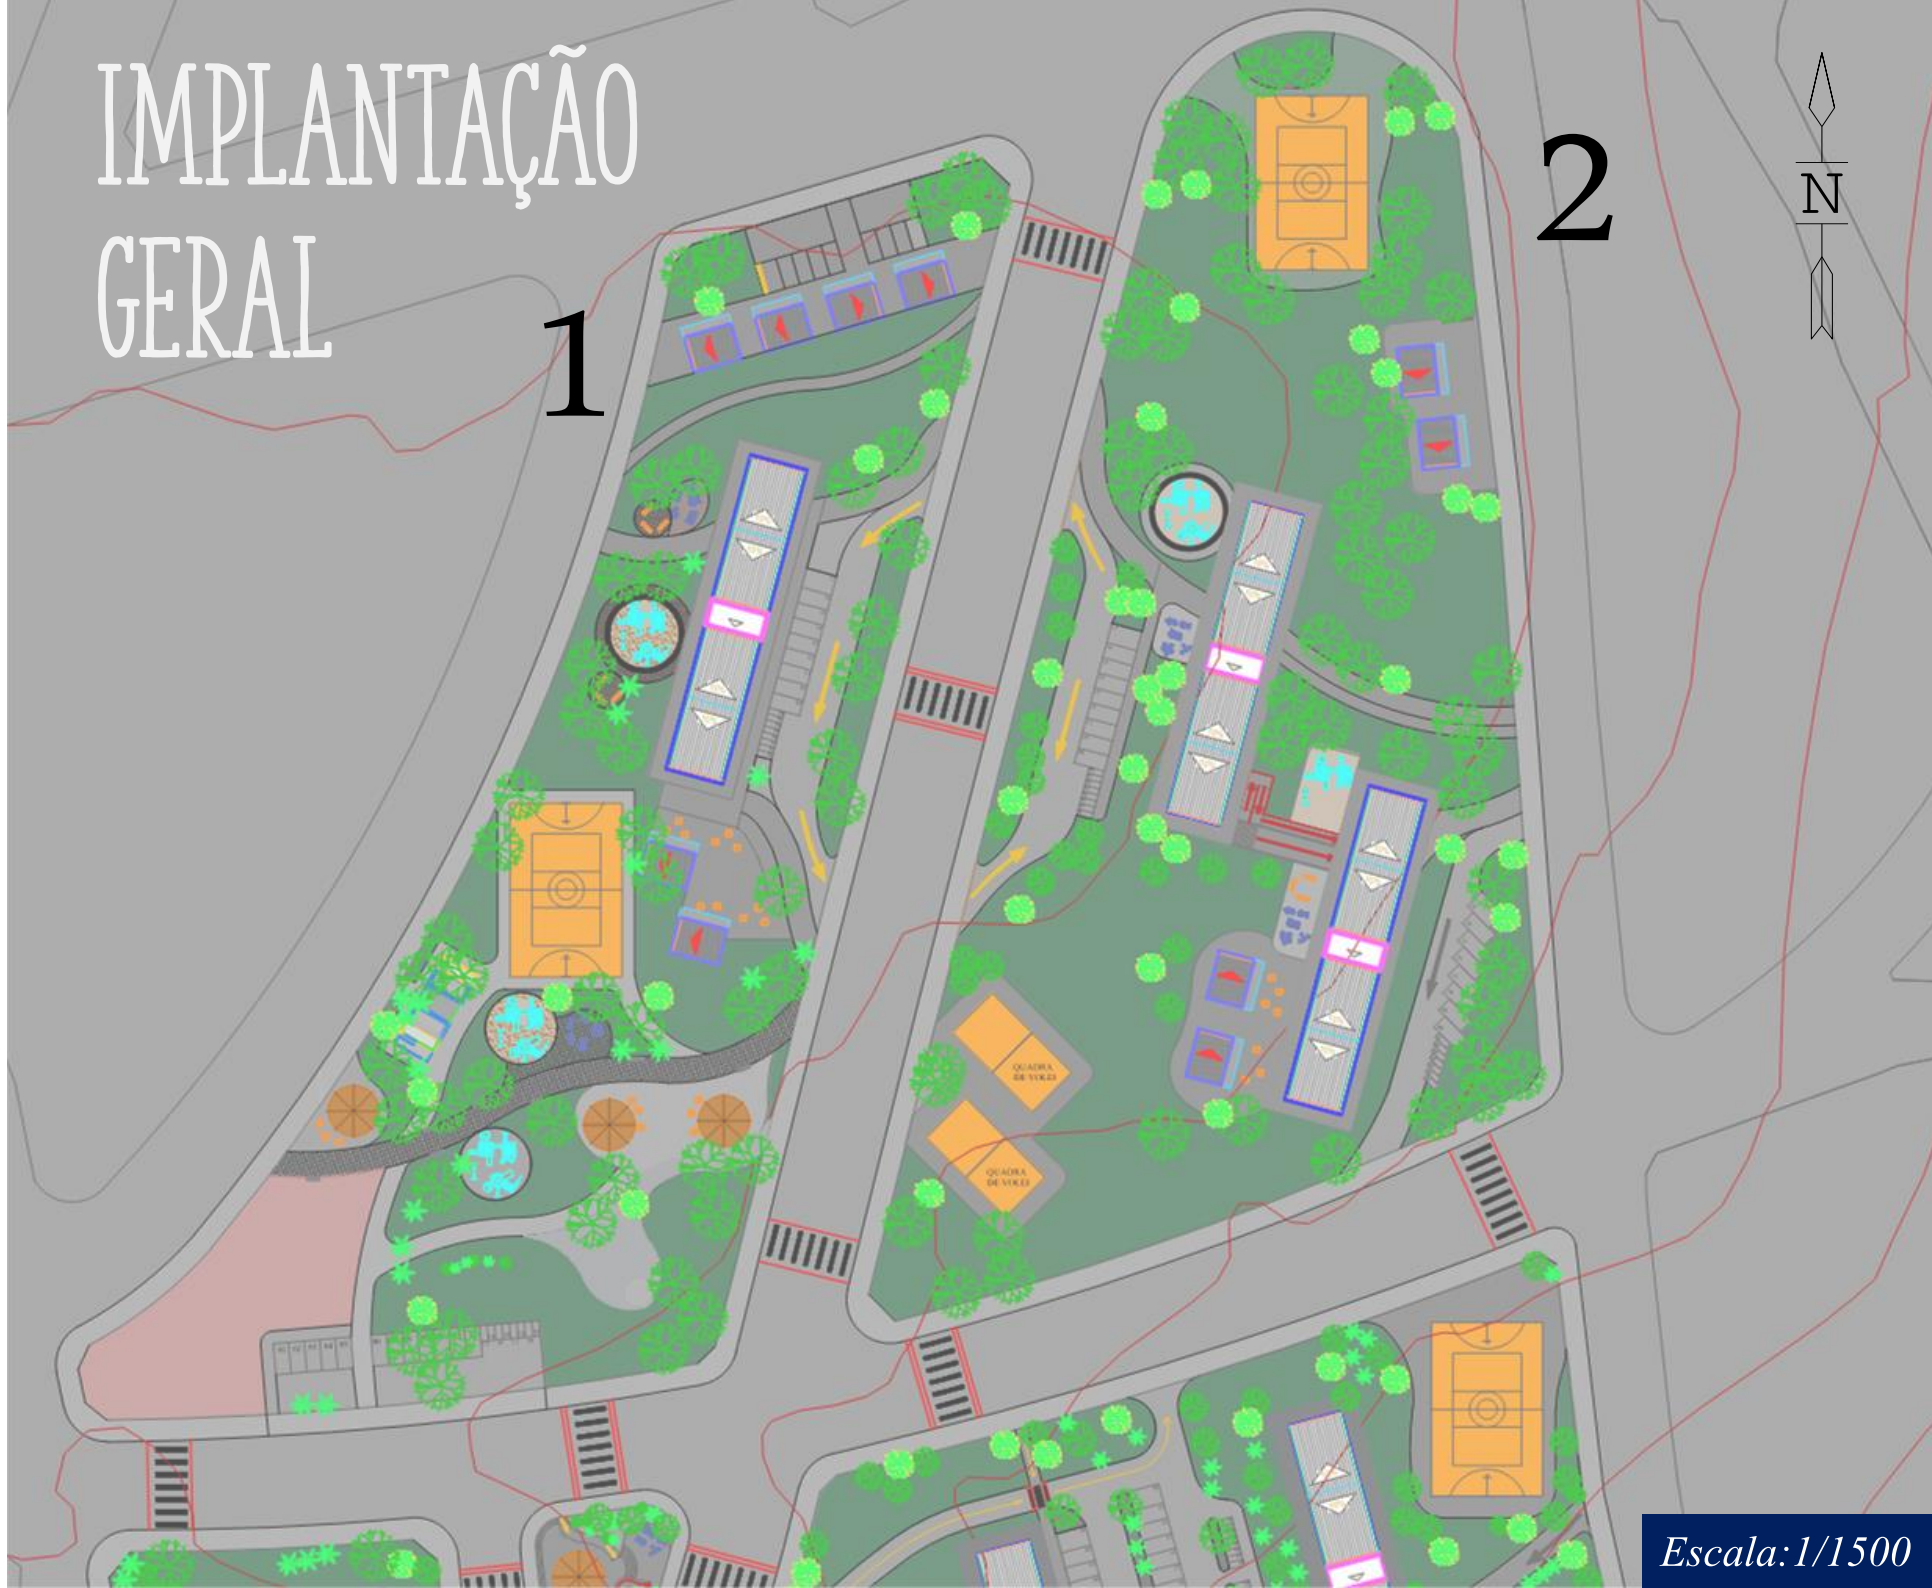 IMPLANTAÇÃO
GERAL
1
2
N
QUADRA
DE VOLEI
QUADRA
DE VOLEI
Escala:1/1500